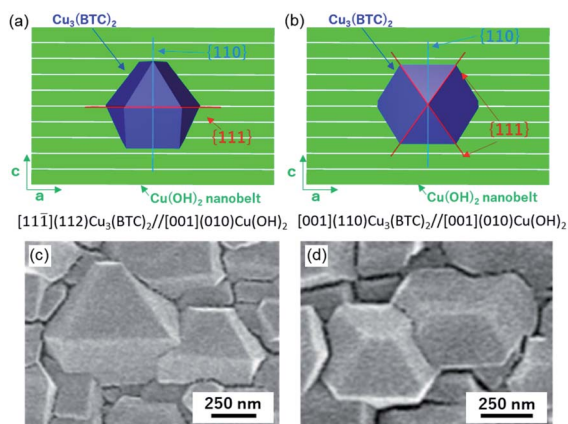 (a)
Cu₃(BTC)₂
{110}
{111}
c
a
Cu(OH)₂ nanobelt
[111̄](112)Cu₃(BTC)₂//[001](010)Cu(OH)₂
(b)
Cu₃(BTC)₂
{110}
{111}
c
a
Cu(OH)₂ nanobelt
[001](110)Cu₃(BTC)₂//[001](010)Cu(OH)₂
(c)
250 nm
(d)
250 nm